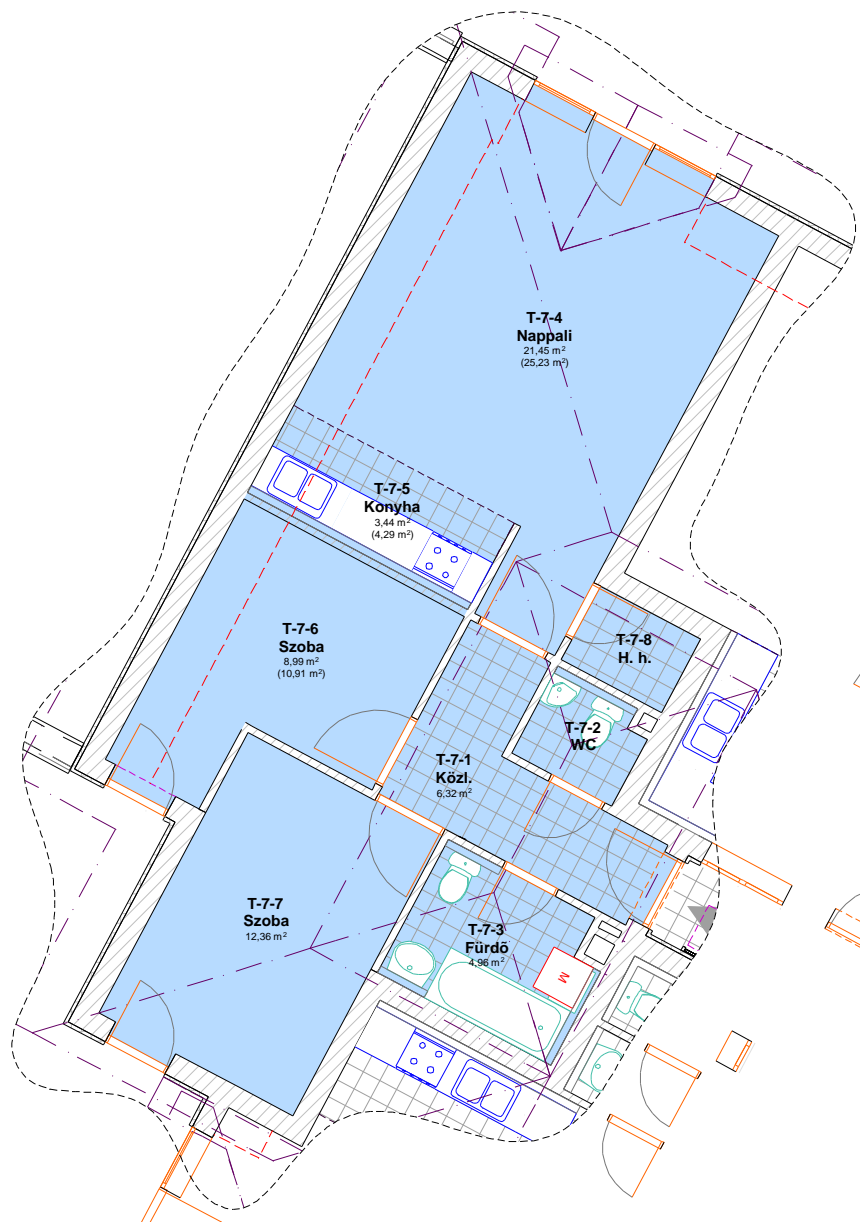 T-7-4
Nappali
21,45 m²
(25,23 m²)
T-7-5
Konyha
3,44 m²
(4,29 m²)
T-7-6
Szoba
8,99 m²
(10,91 m²)
T-7-8
H. h.
T-7-2
WC
T-7-1
Közl.
6,32 m²
T-7-7
Szoba
12,36 m²
T-7-3
Fürdő
4,96 m²
M